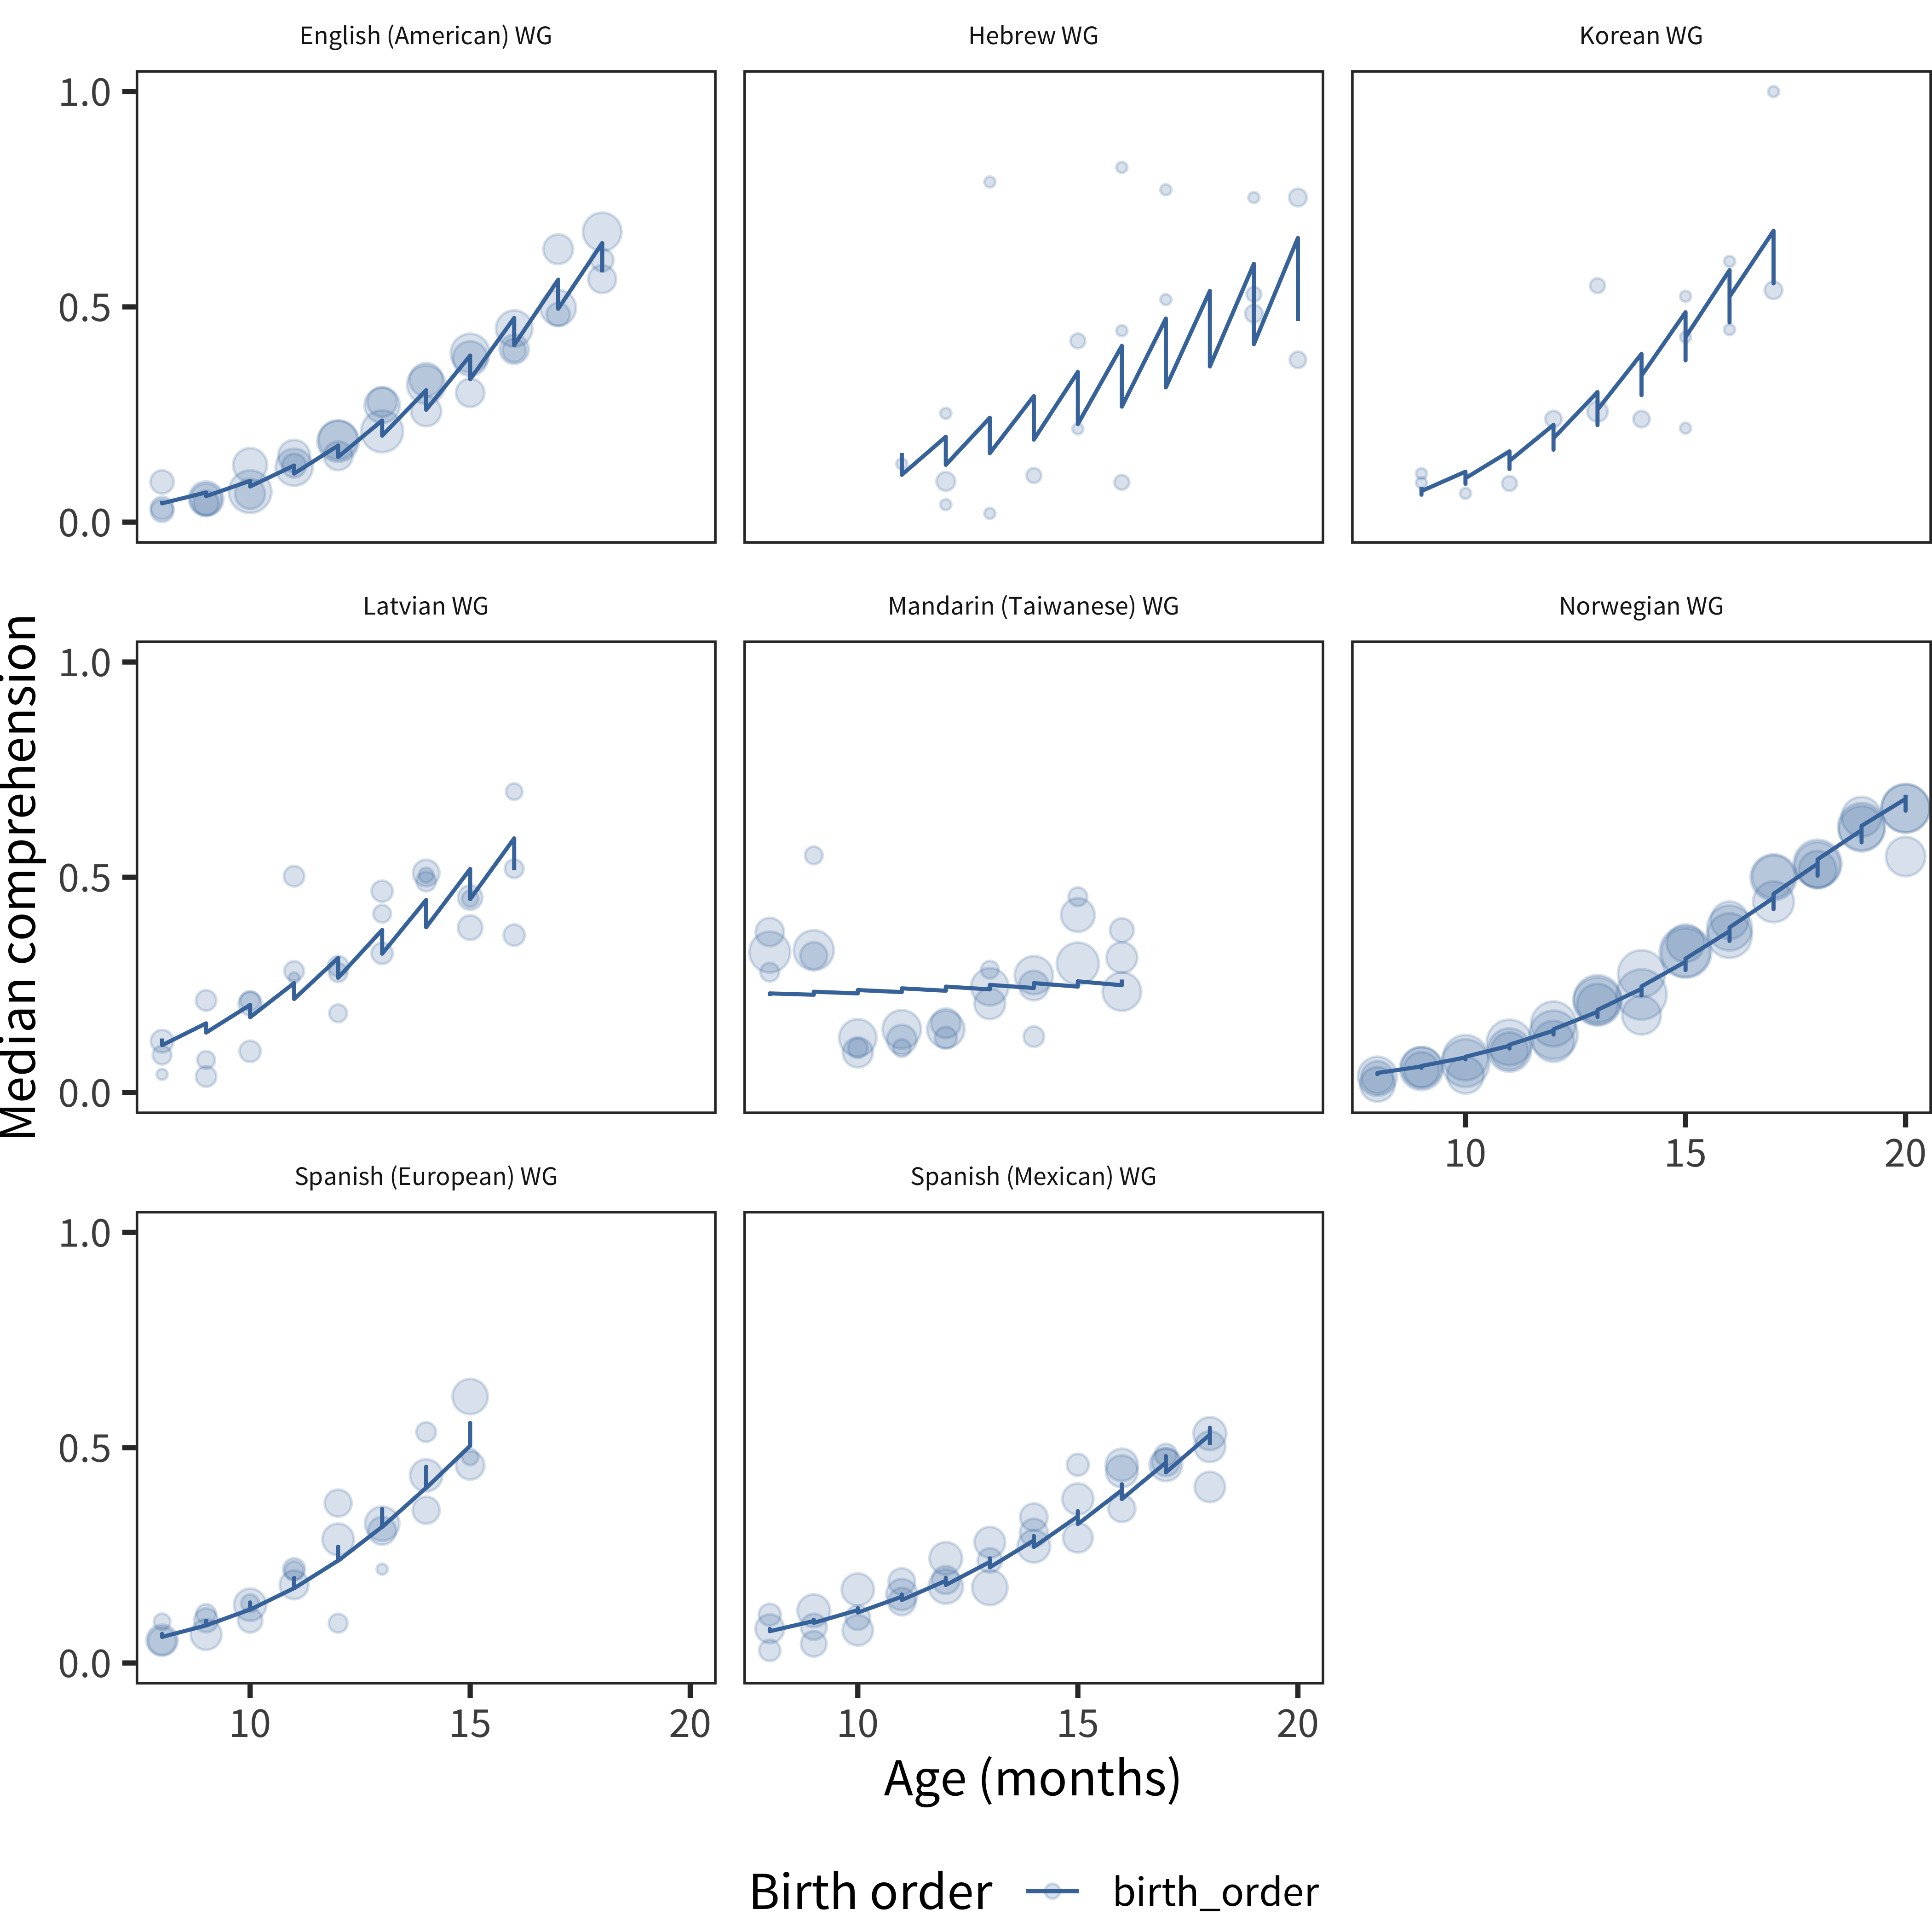 English (American) WG
Hebrew WG
Korean WG
1.0
0.5
0.0
Latvian WG
Mandarin (Taiwanese) WG
Norwegian WG
1.0
0.5
0.0
10 15 20
Median comprehension
Spanish (European) WG
Spanish (Mexican) WG
1.0
0.5
0.0
10 15 20
10 15 20
Age (months)
Birth order birth_order